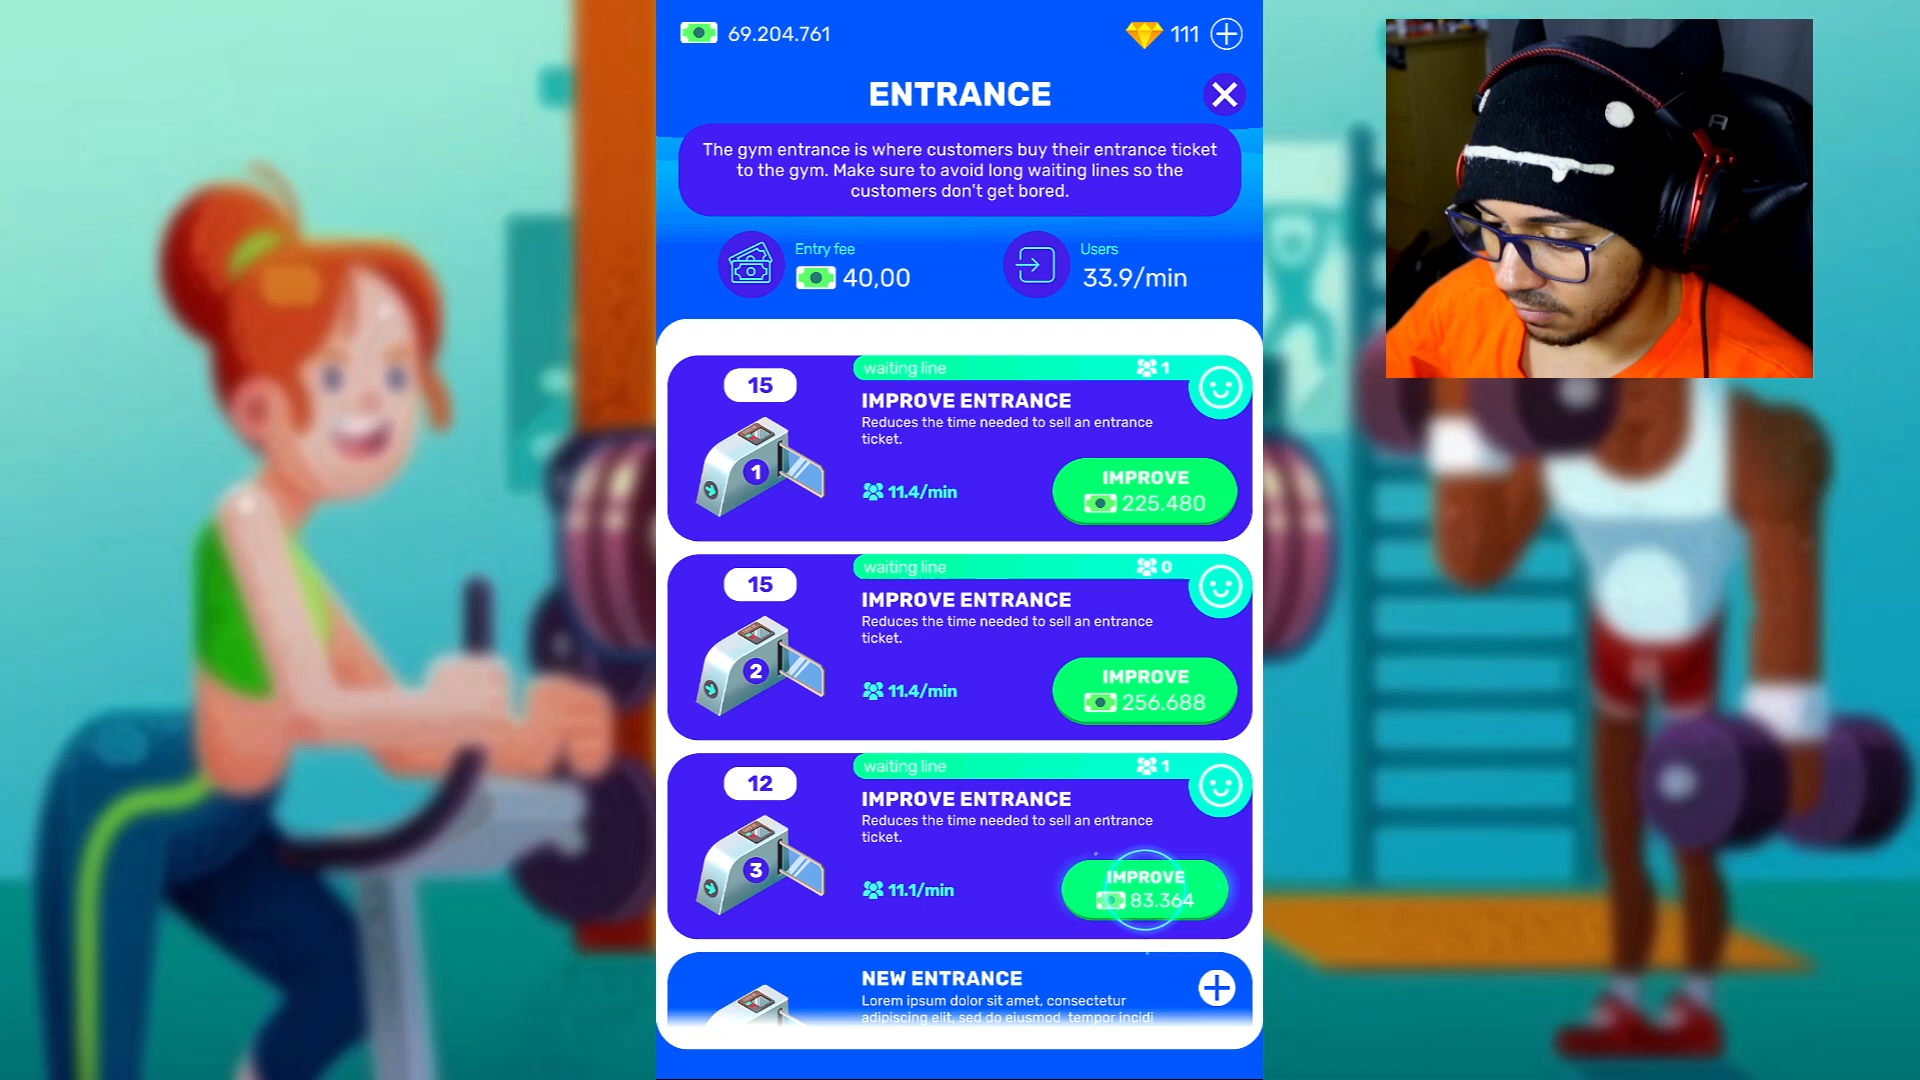 69.204.761
111
ENTRANCE
The gym entrance is where customers buy their entrance ticket
to the gym. Make sure to avoid long waiting lines so the
customers don't get bored.
Entry fee
40,00
Users
33.9/min
15
waiting line
1
IMPROVE ENTRANCE
Reduces the time needed to sell an entrance
ticket.
1
11.4/min
IMPROVE
225.480
15
waiting line
0
IMPROVE ENTRANCE
Reduces the time needed to sell an entrance
ticket.
2
11.4/min
IMPROVE
256.688
12
waiting line
1
IMPROVE ENTRANCE
Reduces the time needed to sell an entrance
ticket.
3
11.1/min
IMPROVE
83.364
NEW ENTRANCE
Lorem ipsum dolor sit amet, consectetur
adipiscing elit, sed do eiusmod tempor incidi